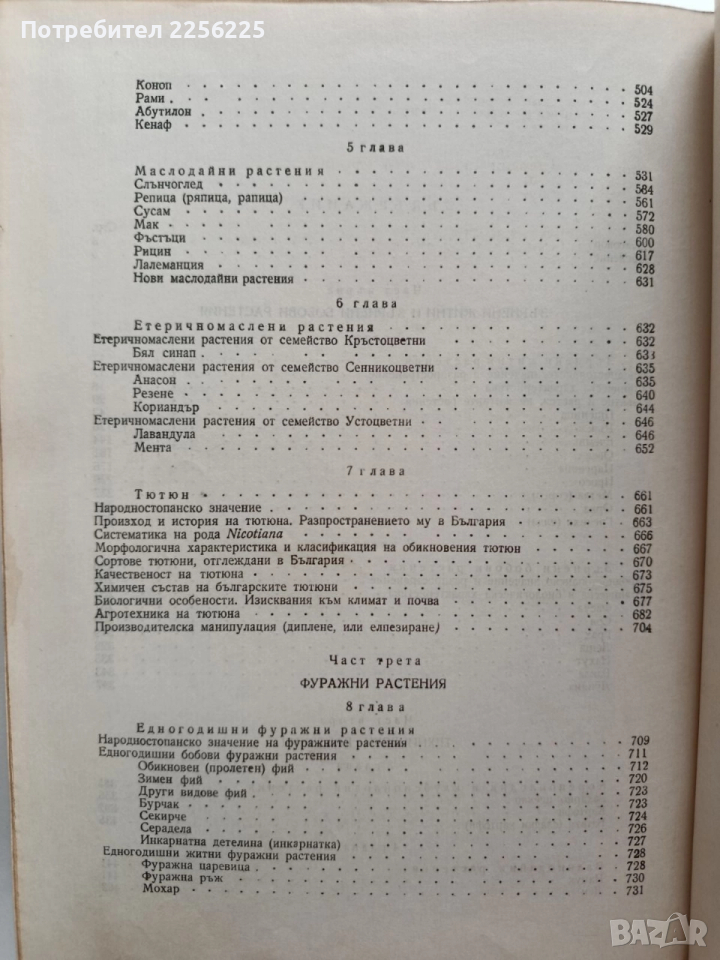 Потребител 2256225
Коноп 504
Рами 524
Абутилон 527
Кенаф 529
5 глава
Маслодайни растения 531
Слънчоглед 564
Репица (ряпица, рапица) 561
Сусам 572
Мак 580
Фъстъци 600
Рицин 617
Лалеманция 628
Нови маслодайни растения 631
6 глава
Етеричномаслени растения 632
Етеричномаслени растения от семейство Кръстоцветни 632
Бял синап 633
Етеричномаслени растения от семейство Сенникоцветни 635
Анасон 635
Резене 640
Кориандър 644
Етеричномаслени растения от семейство Устоцветни 646
Лавандула 646
Мента 652
7 глава
Тютюн 661
Народностопанско значение 661
Произход и история на тютюна. Разпространението му в България 663
Систематика на рода Nicotiana 666
Морфологична характеристика и класификация на обикновения тютюн 667
Сортове тютюни, отглеждани в България 670
Качественост на тютюна 673
Химичен състав на българските тютюни 675
Биологични особености. Изисквания към климат и почва 677
Агротехника на тютюна 682
Производителска манипулация (диплене, или елпезиране) 704
Част трета
ФУРАЖНИ РАСТЕНИЯ
8 глава
Едногодишни фуражни растения
Народностопанско значение на фуражните растения 709
Едногодишни бобови фуражни растения 711
Обикновен (пролетен) фий 712
Зимен фий 720
Други видове фий 723
Бурчак 723
Секирче 724
Серадела 726
Инкарнатна детелина (инкарнатка) 727
Едногодишни житни фуражни растения 728
Фуражна царевица 728
Фуражна ръж 730
Мохар 731
BAZAR